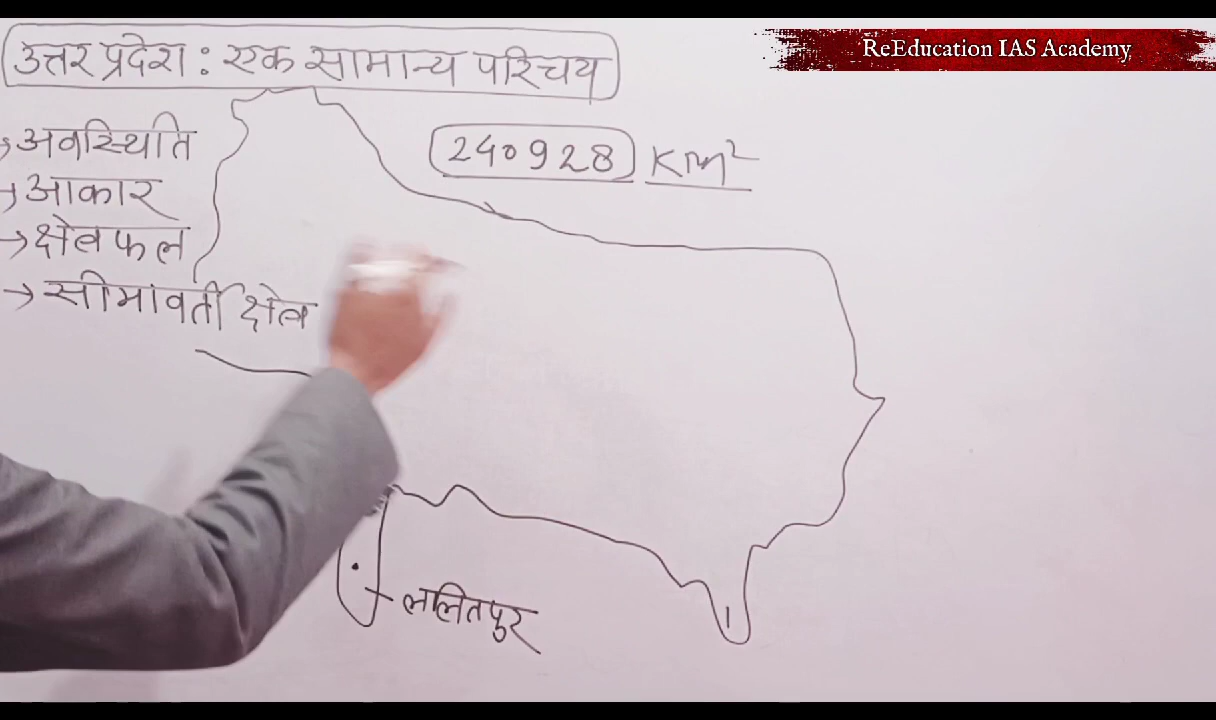 उत्तर प्रदेश : एक सामान्य परिचय
ReEducation IAS Academy
→ अवस्थिति
→ आकार
→ क्षेत्रफल
→ सीमावर्ती क्षेत्र
240928 Km²
ललितपुर